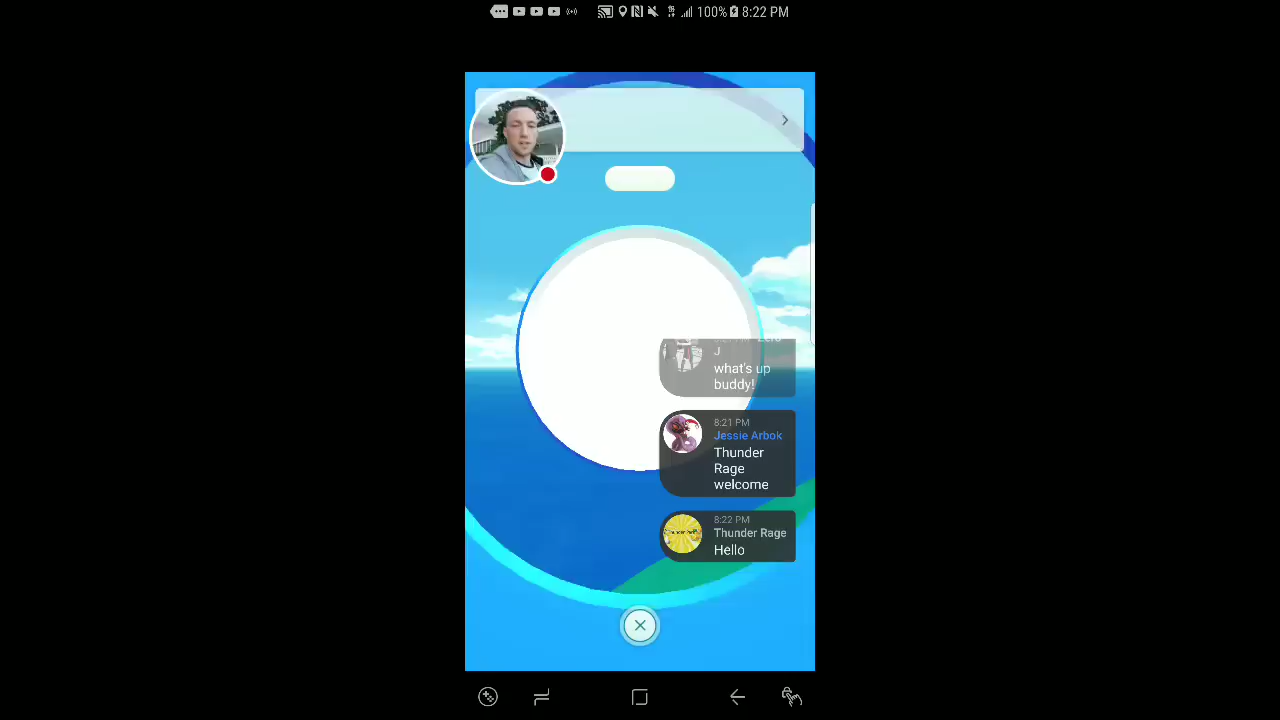 100% 8:22 PM
J
what's up
buddy!
8:21 PM
Jessie Arbok
Thunder
Rage
welcome
8:22 PM
Thunder Rage
Hello